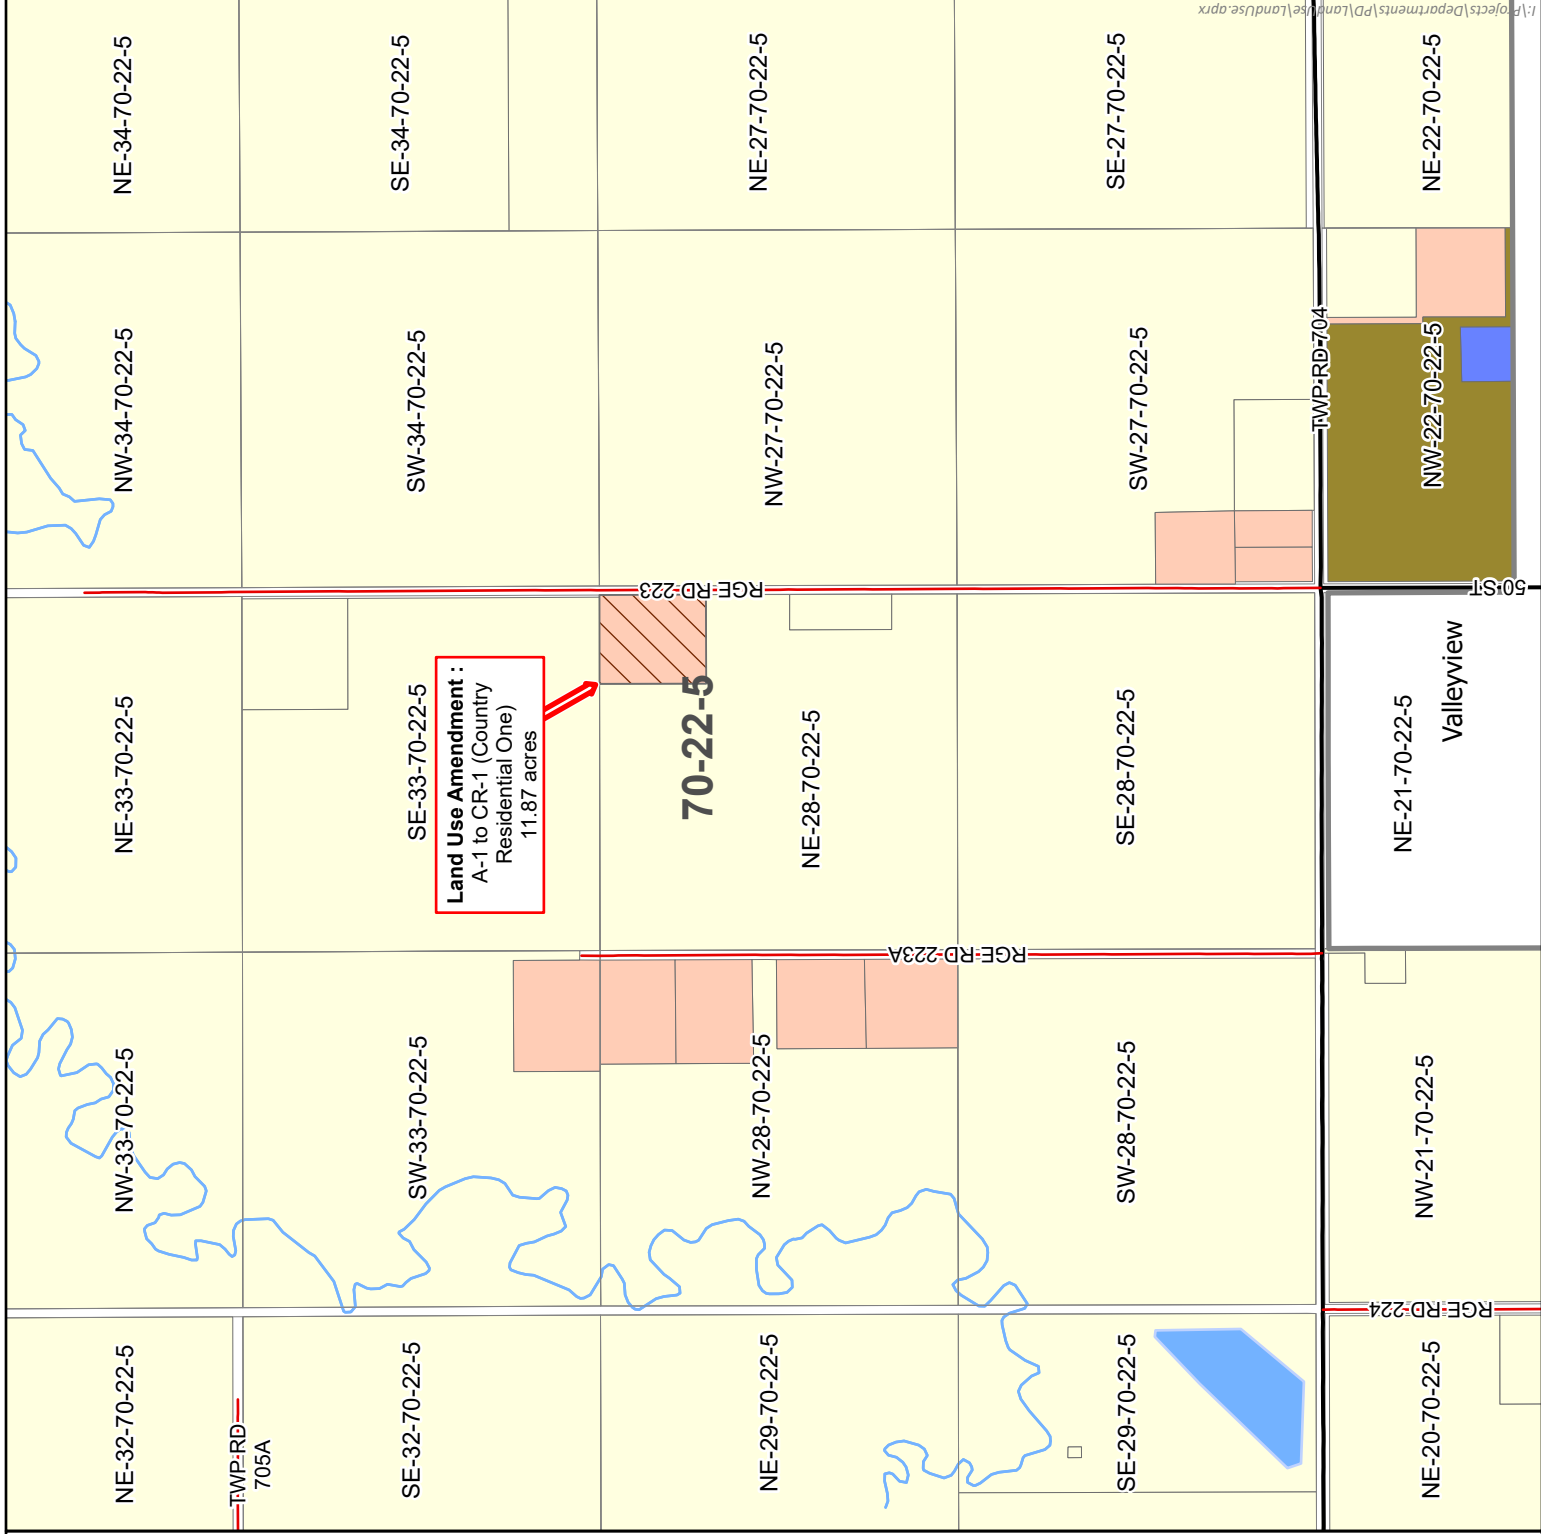 I:\Projects\Departments\PD\LandUse\LandUse.aprx
NE-34-70-22-5
SE-34-70-22-5
NE-27-70-22-5
SE-27-70-22-5
NE-22-70-22-5
NW-34-70-22-5
SW-34-70-22-5
NW-27-70-22-5
SW-27-70-22-5
TWP RD 704
NW-22-70-22-5
RGE RD 223
50 ST
NE-33-70-22-5
SE-33-70-22-5
Land Use Amendment :
A-1 to CR-1 (Country
Residential One)
11.87 acres
70-22-5
NE-28-70-22-5
SE-28-70-22-5
NE-21-70-22-5
Valleyview
RGE RD 223A
NW-33-70-22-5
SW-33-70-22-5
NW-28-70-22-5
SW-28-70-22-5
NW-21-70-22-5
RGE RD 224
NE-32-70-22-5
TWP RD
705A
SE-32-70-22-5
NE-29-70-22-5
SE-29-70-22-5
NE-20-70-22-5